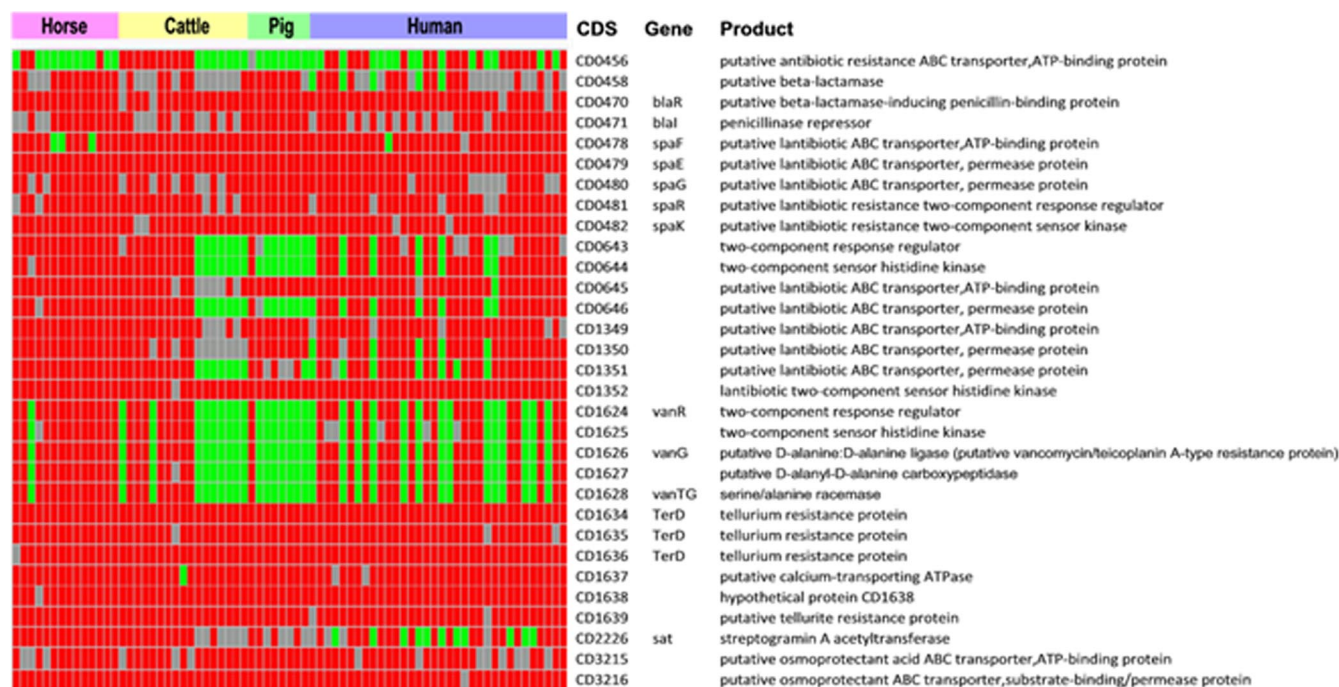 Horse Cattle Pig Human CDS Gene Product
CD0456 putative antibiotic resistance ABC transporter,ATP-binding protein
CD0458 putative beta-lactamase
CD0470 blaR putative beta-lactamase-inducing penicillin-binding protein
CD0471 blaI penicillinase repressor
CD0478 spaF putative lantibiotic ABC transporter,ATP-binding protein
CD0479 spaE putative lantibiotic ABC transporter, permease protein
CD0480 spaG putative lantibiotic ABC transporter, permease protein
CD0481 spaR putative lantibiotic resistance two-component response regulator
CD0482 spaK putative lantibiotic resistance two-component sensor kinase
CD0643 two-component response regulator
CD0644 two-component sensor histidine kinase
CD0645 putative lantibiotic ABC transporter,ATP-binding protein
CD0646 putative lantibiotic ABC transporter, permease protein
CD1349 putative lantibiotic ABC transporter,ATP-binding protein
CD1350 putative lantibiotic ABC transporter, permease protein
CD1351 putative lantibiotic ABC transporter, permease protein
CD1352 lantibiotic two-component sensor histidine kinase
CD1624 vanR two-component response regulator
CD1625 two-component sensor histidine kinase
CD1626 vanG putative D-alanine:D-alanine ligase (putative vancomycin/teicoplanin A-type resistance protein)
CD1627 putative D-alanyl-D-alanine carboxypeptidase
CD1628 vanTG serine/alanine racemase
CD1634 TerD tellurium resistance protein
CD1635 TerD tellurium resistance protein
CD1636 TerD tellurium resistance protein
CD1637 putative calcium-transporting ATPase
CD1638 hypothetical protein CD1638
CD1639 putative tellurite resistance protein
CD2226 sat streptogramin A acetyltransferase
CD3215 putative osmoprotectant acid ABC transporter,ATP-binding protein
CD3216 putative osmoprotectant ABC transporter,substrate-binding/permease protein